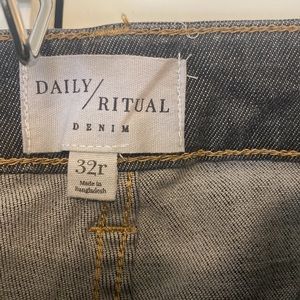 DAILY/
RITUAL
DENIM
32r
Made in
Bangladesh